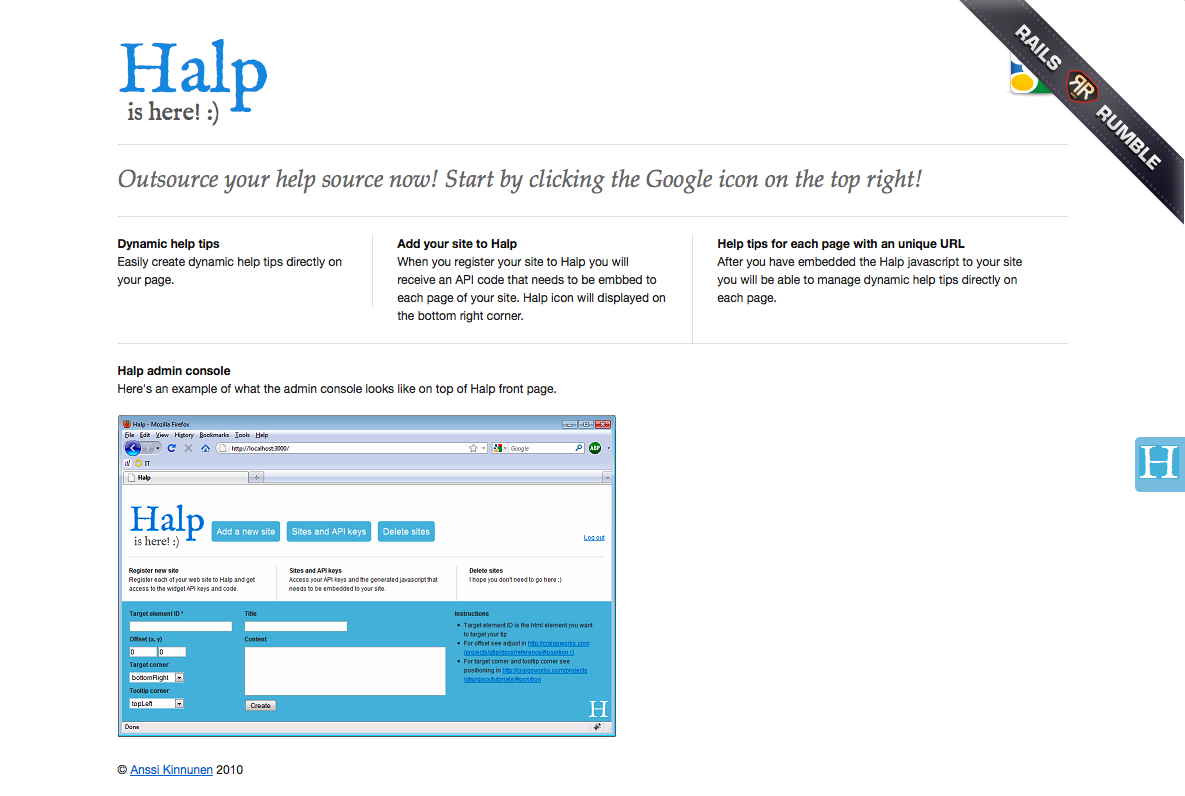 Halp
is here! :)
RAILS
RR
RUMBLE
Outsource your help source now! Start by clicking the Google icon on the top right!
Dynamic help tips
Easily create dynamic help tips directly on
your page.
Add your site to Halp
When you register your site to Halp you will
receive an API code that needs to be embbed to
each page of your site. Halp icon will displayed on
the bottom right corner.
Help tips for each page with an unique URL
After you have embedded the Halp javascript to your site
you will be able to manage dynamic help tips directly on
each page.
Halp admin console
Here's an example of what the admin console looks like on top of Halp front page.
H
Halp - Mozilla Firefox
File Edit View History Bookmarks Tools Help
http://localhost:3000/
Google
ABP
IT
Halp
Halp
is here! :)
Add a new site
Sites and API keys
Delete sites
Log out
Register new site
Register each of your web site to Halp and get
access to the widget API keys and code.
Sites and API keys
Access your API keys and the generated javascript that
needs to be embedded to your site.
Delete sites
I hope you don't need to go here ;)
Target element ID *
Offset (x, y)
0 0
Target corner
bottomRight
Tooltip corner
topLeft
Title
Content
Create
Instructions
Target element ID is the html element you want
to target your tip
For offset see adjust in http://craigsworks.com
/projects/qtip/docs/reference/#position ()
For target corner and tooltip corner see
positioning in http://craigsworks.com/projects
/qtip/docs/tutorials/#position
H
Done
© Anssi Kinnunen 2010